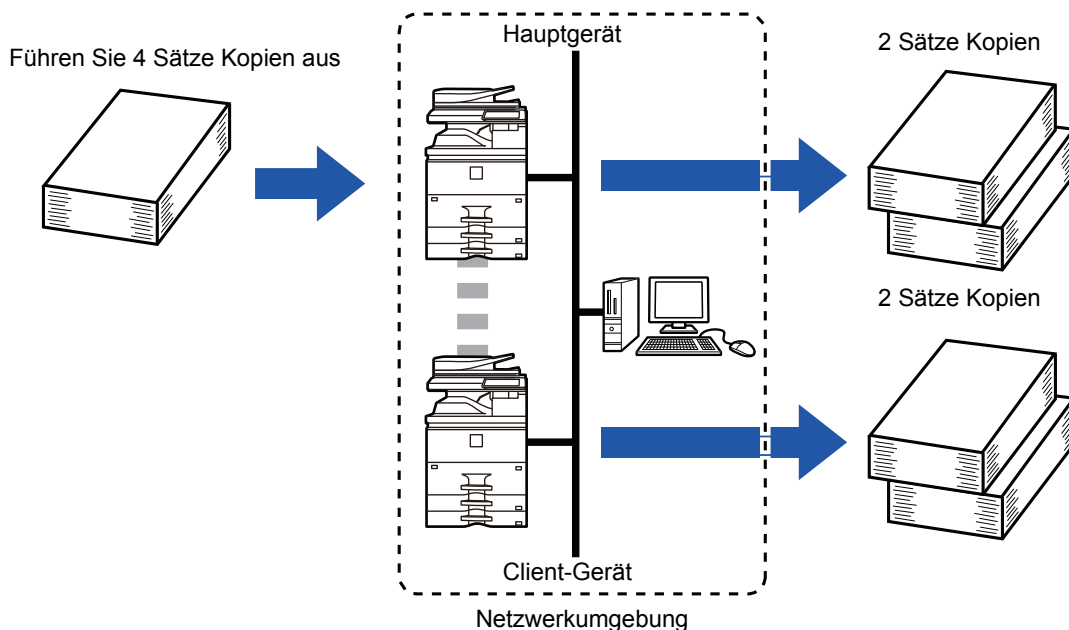 Führen Sie 4 Sätze Kopien aus
Hauptgerät
2 Sätze Kopien
2 Sätze Kopien
Client-Gerät
Netzwerkumgebung